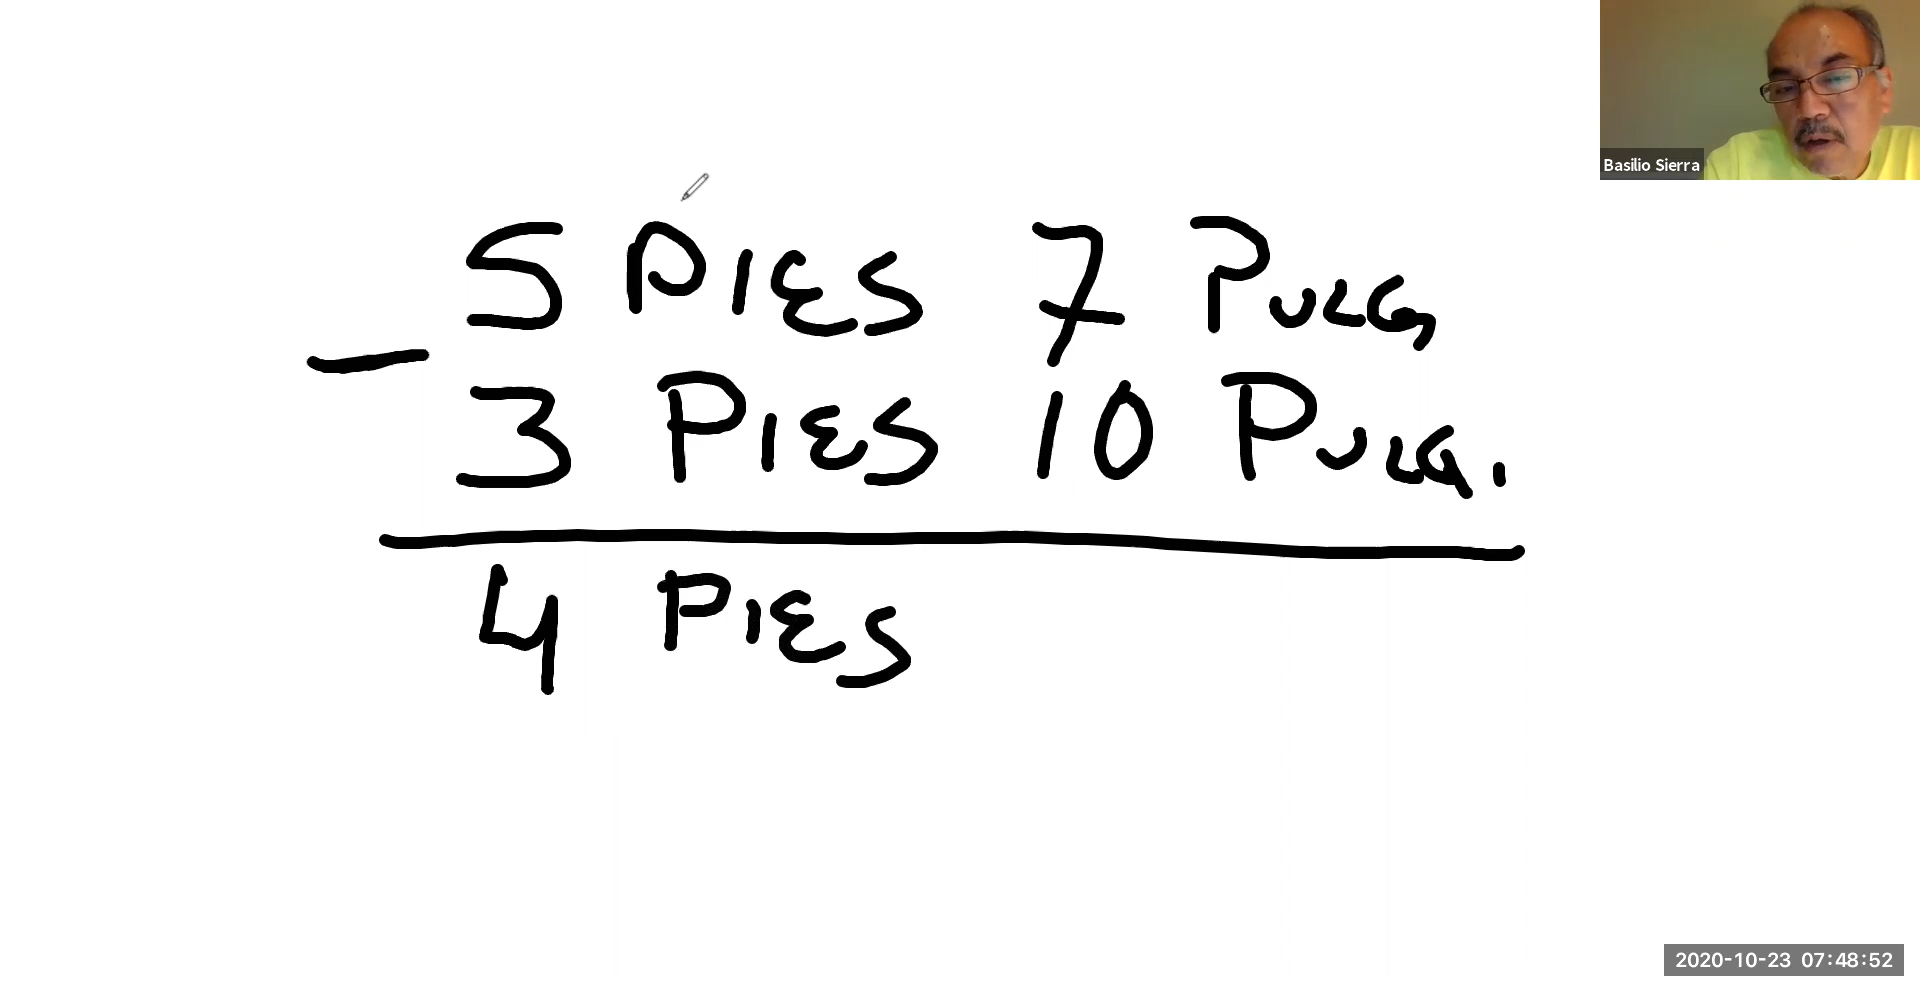 Basilio Sierra
5 PIES 7 PULG,
- 3 PIES 10 PULG.
4 PIES
2020-10-23 07:48:52